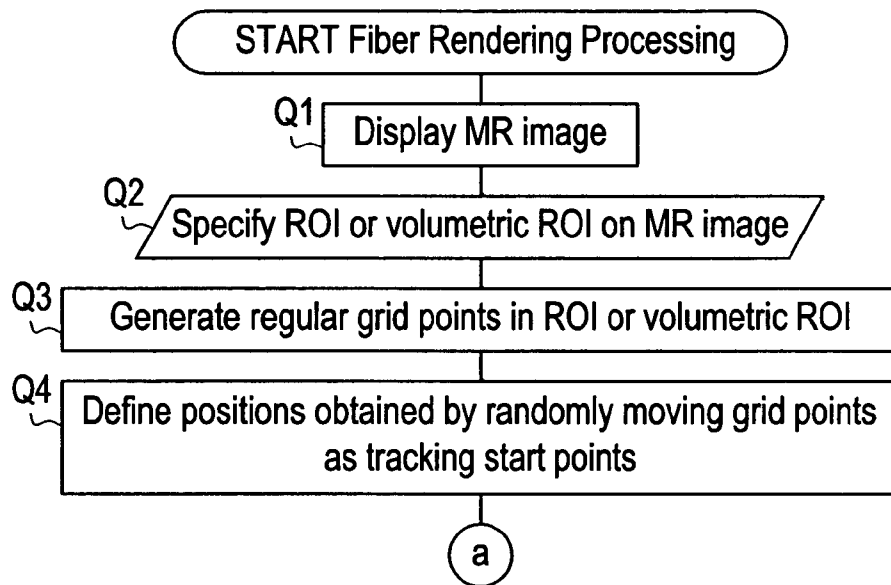 START Fiber Rendering Processing
Q1
Display MR image
Q2
Specify ROI or volumetric ROI on MR image
Q3
Generate regular grid points in ROI or volumetric ROI
Q4
Define positions obtained by randomly moving grid points
as tracking start points
a